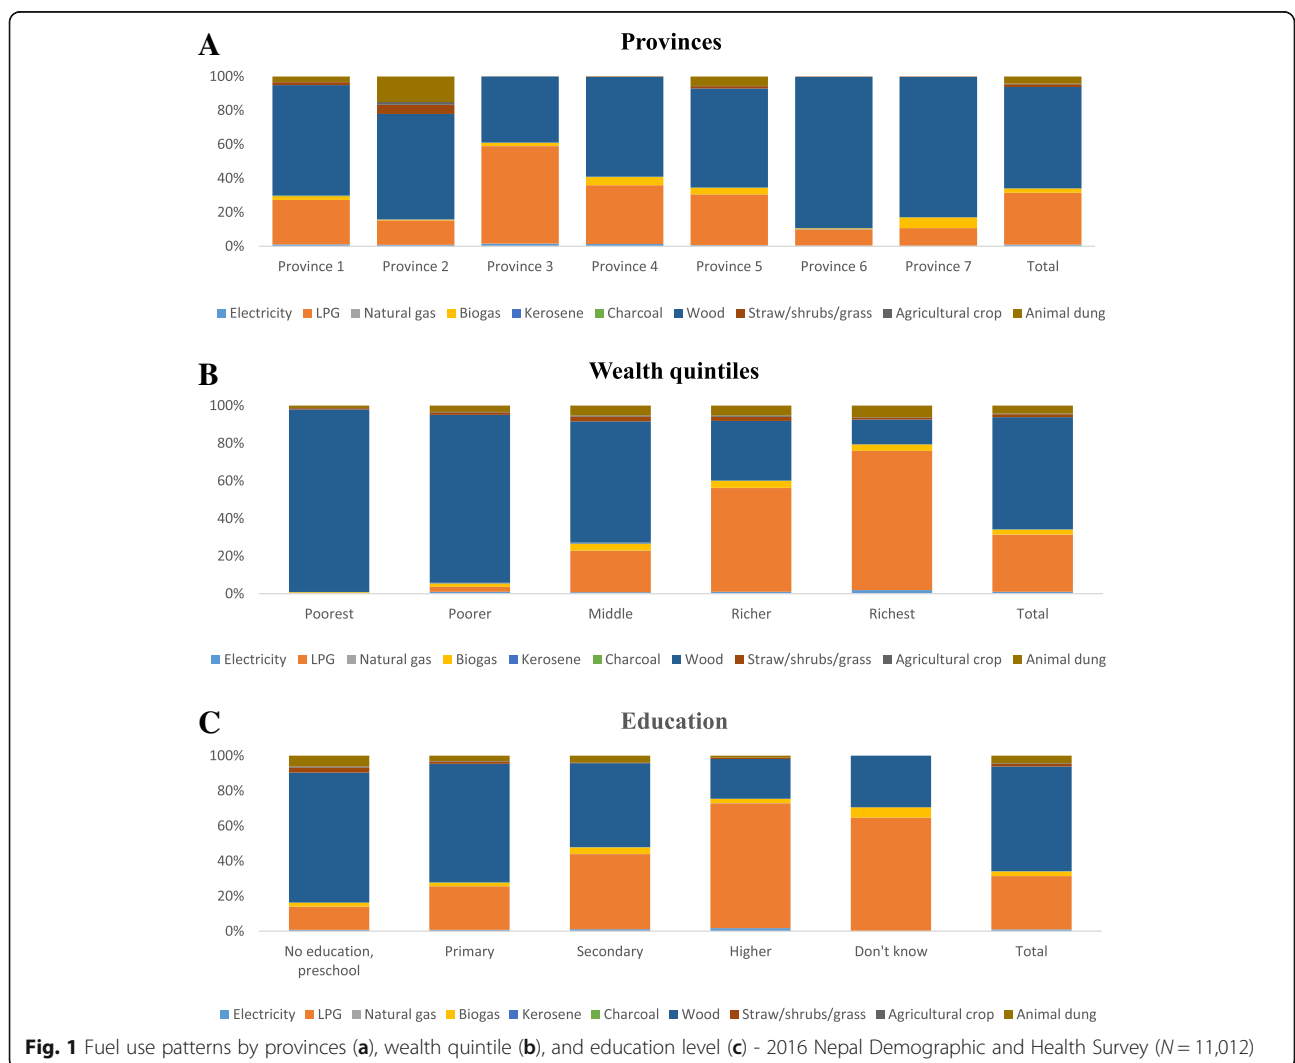 A
Provinces
100%
80%
60%
40%
20%
0%
Province 1 Province 2 Province 3 Province 4 Province 5 Province 6 Province 7 Total
Electricity LPG Natural gas Biogas Kerosene Charcoal Wood Straw/shrubs/grass Agricultural crop Animal dung
B
Wealth quintiles
100%
80%
60%
40%
20%
0%
Poorest Poorer Middle Richer Richest Total
Electricity LPG Natural gas Biogas Kerosene Charcoal Wood Straw/shrubs/grass Agricultural crop Animal dung
C
Education
100%
80%
60%
40%
20%
0%
No education, Primary Secondary Higher Don't know Total
preschool
Electricity LPG Natural gas Biogas Kerosene Charcoal Wood Straw/shrubs/grass Agricultural crop Animal dung
Fig. 1 Fuel use patterns by provinces (a), wealth quintile (b), and education level (c) - 2016 Nepal Demographic and Health Survey (N = 11,012)